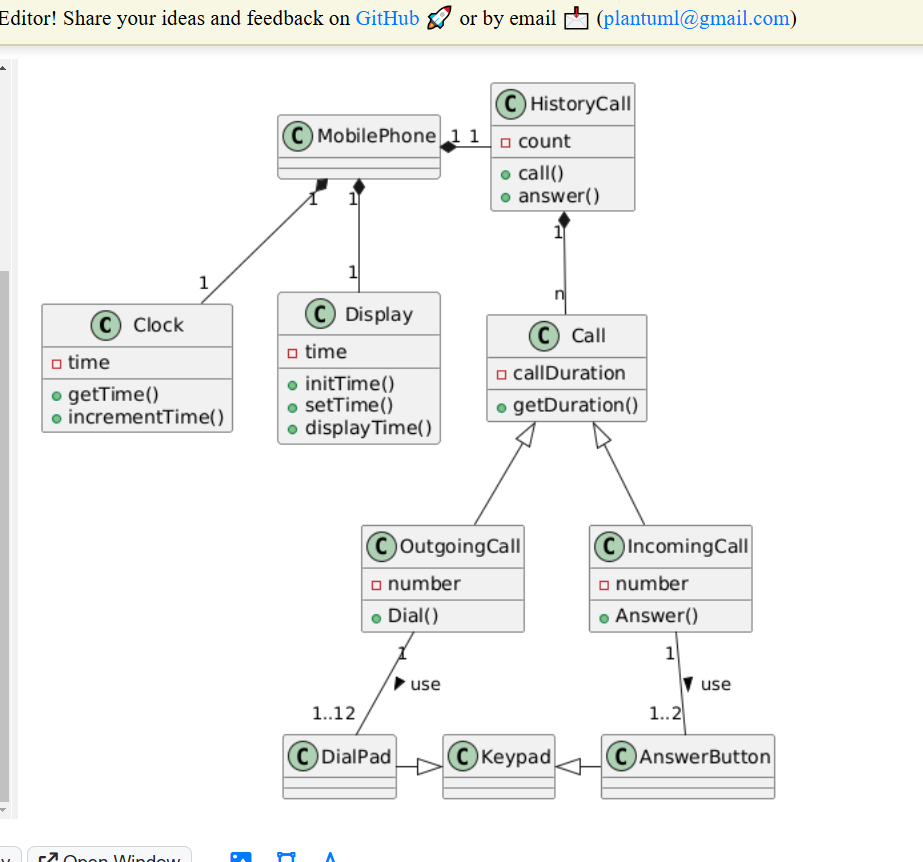 Editor! Share your ideas and feedback on GitHub 🚀 or by email 📩 (plantuml@gmail.com)
C HistoryCall
count
call()
answer()
C MobilePhone
1 1
1 1
1
1 1
n
C Clock
time
getTime()
incrementTime()
C Display
time
initTime()
setTime()
displayTime()
C Call
callDuration
getDuration()
C OutgoingCall
number
Dial()
C IncomingCall
number
Answer()
1 1
use use
1..12 1..2
C DialPad
C Keypad
C AnswerButton
Open Window